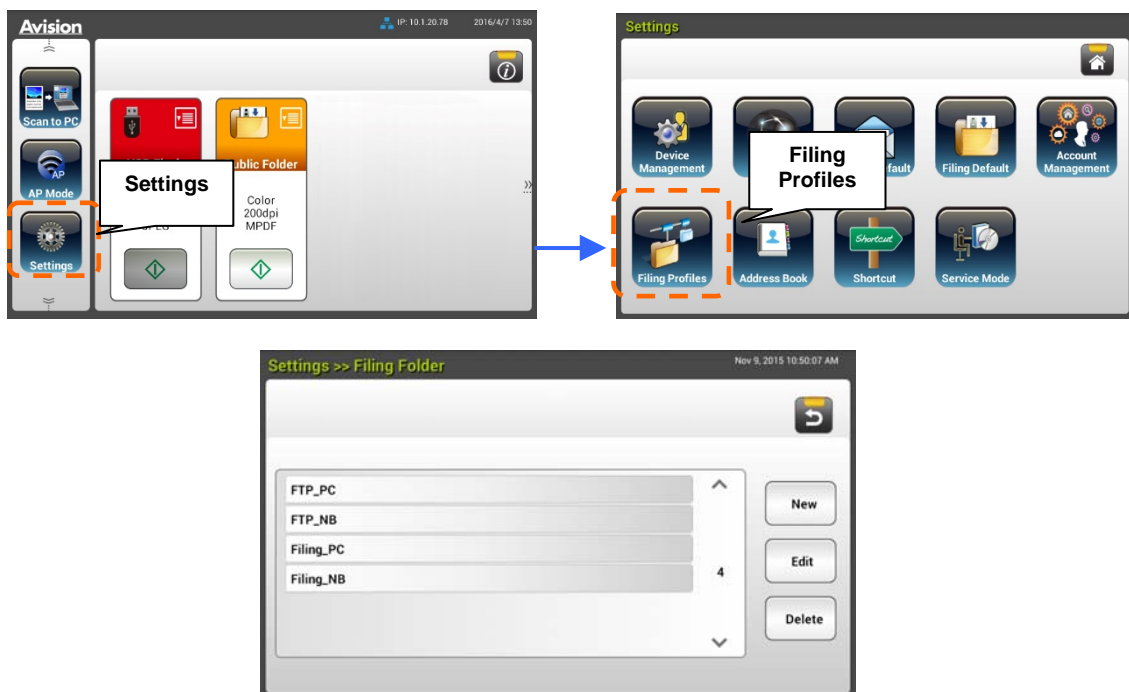 Avision
IP: 10.1.20.78
2016/4/7 13:50
Scan to PC
AP
AP Mode
Settings
Public Folder
Color
200dpi
MPDF
Settings
Settings
Device
Management
Filing Default
Account
Management
Filing
Profiles
Filing Profiles
Address Book
Shortcut
Shortcut
Service Mode
Settings >> Filing Folder
Nov 9, 2015 10:50:07 AM
FTP_PC
FTP_NB
Filing_PC
Filing_NB
4
New
Edit
Delete